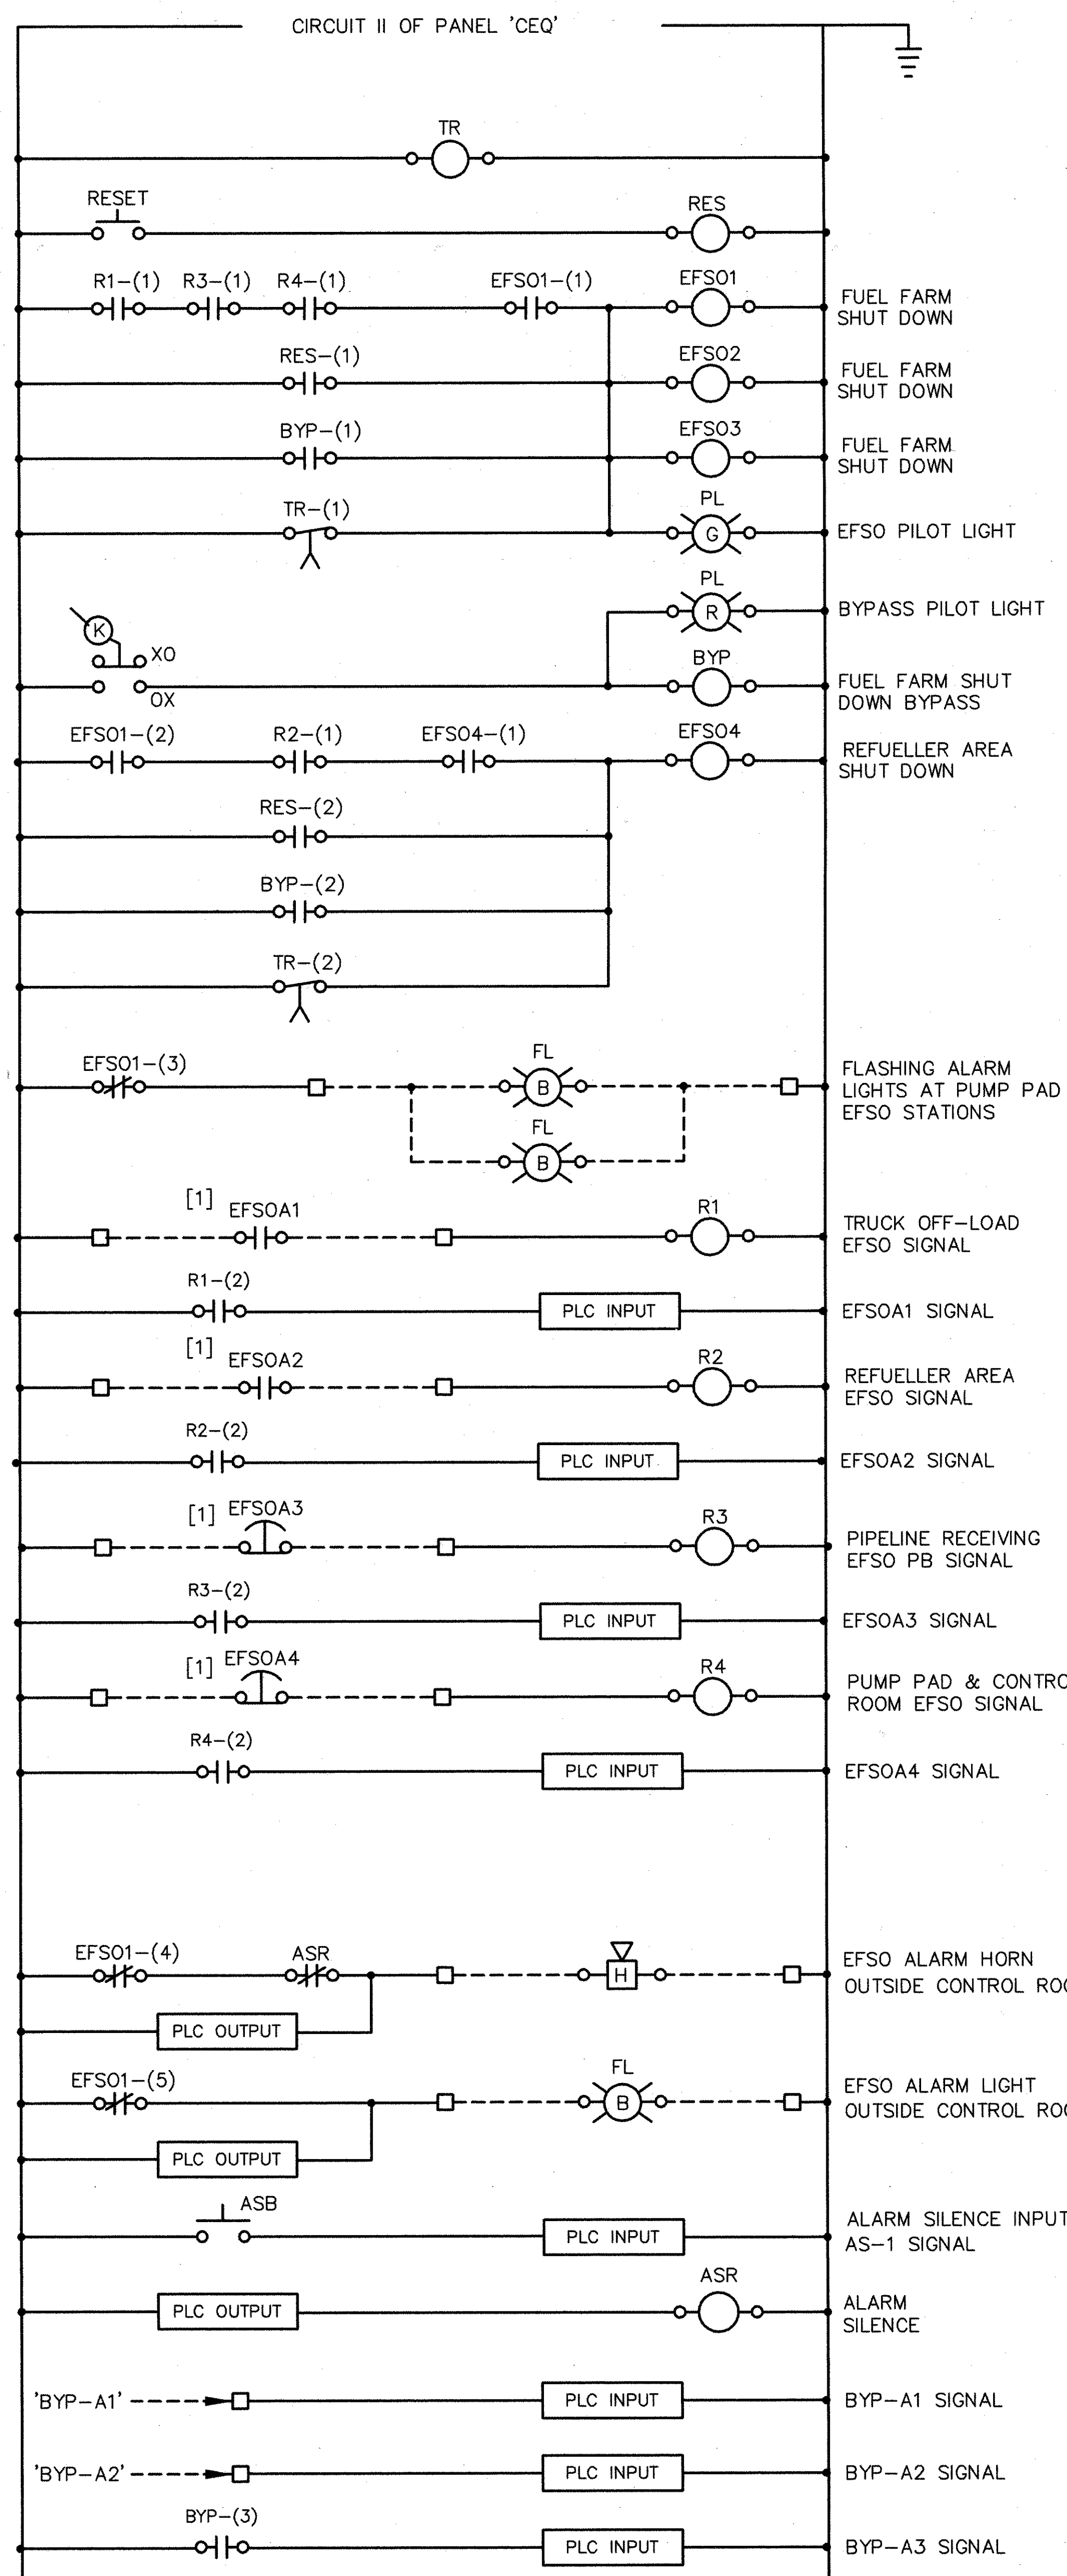 CIRCUIT II OF PANEL 'CEQ'
TR
RESET
RES
R1-(1) R3-(1) R4-(1) EFSO1-(1) EFSO1
FUEL FARM
SHUT DOWN
RES-(1) EFSO2
FUEL FARM
SHUT DOWN
BYP-(1) EFSO3
FUEL FARM
SHUT DOWN
TR-(1) PL
G
EFSO PILOT LIGHT
PL
R
BYPASS PILOT LIGHT
K
XO
OX
BYP
FUEL FARM SHUT
DOWN BYPASS
EFSO1-(2) R2-(1) EFSO4-(1) EFSO4
REFUELLER AREA
SHUT DOWN
RES-(2)
BYP-(2)
TR-(2)
EFSO1-(3) FL
B
FLASHING ALARM
LIGHTS AT PUMP PAD
EFSO STATIONS
FL
B
[1] EFSOA1 R1
TRUCK OFF-LOAD
EFSO SIGNAL
R1-(2)
PLC INPUT
EFSOA1 SIGNAL
[1] EFSOA2 R2
REFUELLER AREA
EFSO SIGNAL
R2-(2)
PLC INPUT
EFSOA2 SIGNAL
[1] EFSOA3 R3
PIPELINE RECEIVING
EFSO PB SIGNAL
R3-(2)
PLC INPUT
EFSOA3 SIGNAL
[1] EFSOA4 R4
PUMP PAD & CONTRO
ROOM EFSO SIGNAL
R4-(2)
PLC INPUT
EFSOA4 SIGNAL
EFSO1-(4) ASR
H
EFSO ALARM HORN
OUTSIDE CONTROL ROO
PLC OUTPUT
EFSO1-(5) FL
B
EFSO ALARM LIGHT
OUTSIDE CONTROL ROO
PLC OUTPUT
ASB
PLC INPUT
ALARM SILENCE INPUT
AS-1 SIGNAL
PLC OUTPUT
ASR
ALARM
SILENCE
'BYP-A1' PLC INPUT BYP-A1 SIGNAL
'BYP-A2' PLC INPUT BYP-A2 SIGNAL
BYP-(3)
PLC INPUT
BYP-A3 SIGNAL